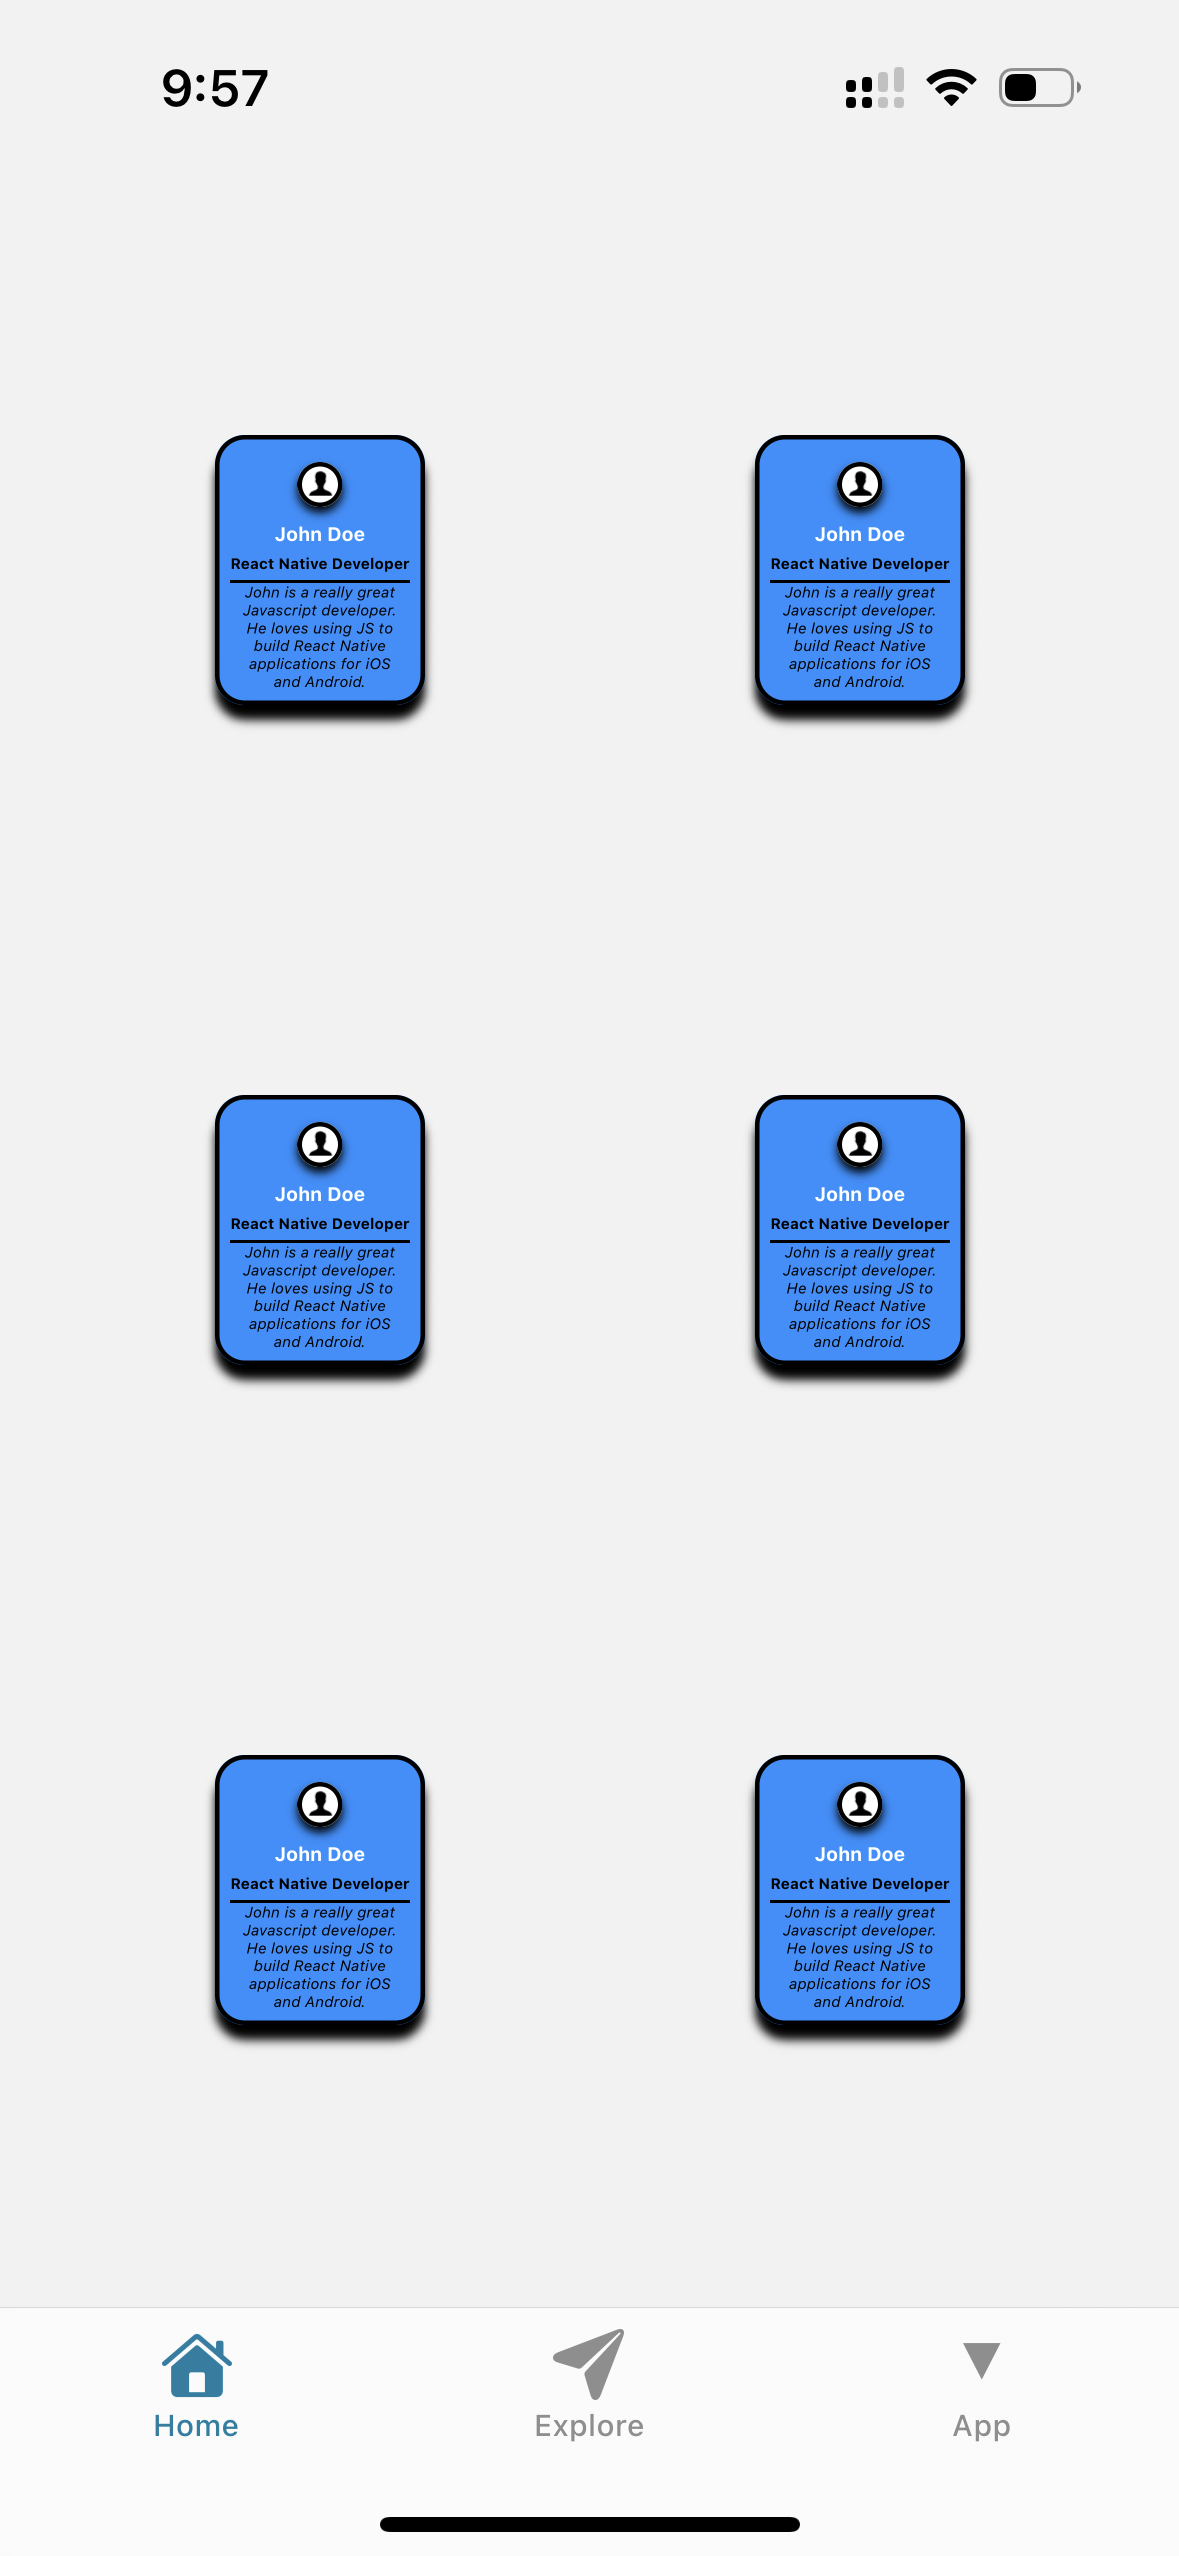 9:57
John Doe
React Native Developer
John is a really great
Javascript developer.
He loves using JS to
build React Native
applications for iOS
and Android.
John Doe
React Native Developer
John is a really great
Javascript developer.
He loves using JS to
build React Native
applications for iOS
and Android.
John Doe
React Native Developer
John is a really great
Javascript developer.
He loves using JS to
build React Native
applications for iOS
and Android.
John Doe
React Native Developer
John is a really great
Javascript developer.
He loves using JS to
build React Native
applications for iOS
and Android.
John Doe
React Native Developer
John is a really great
Javascript developer.
He loves using JS to
build React Native
applications for iOS
and Android.
John Doe
React Native Developer
John is a really great
Javascript developer.
He loves using JS to
build React Native
applications for iOS
and Android.
Home
Explore
App